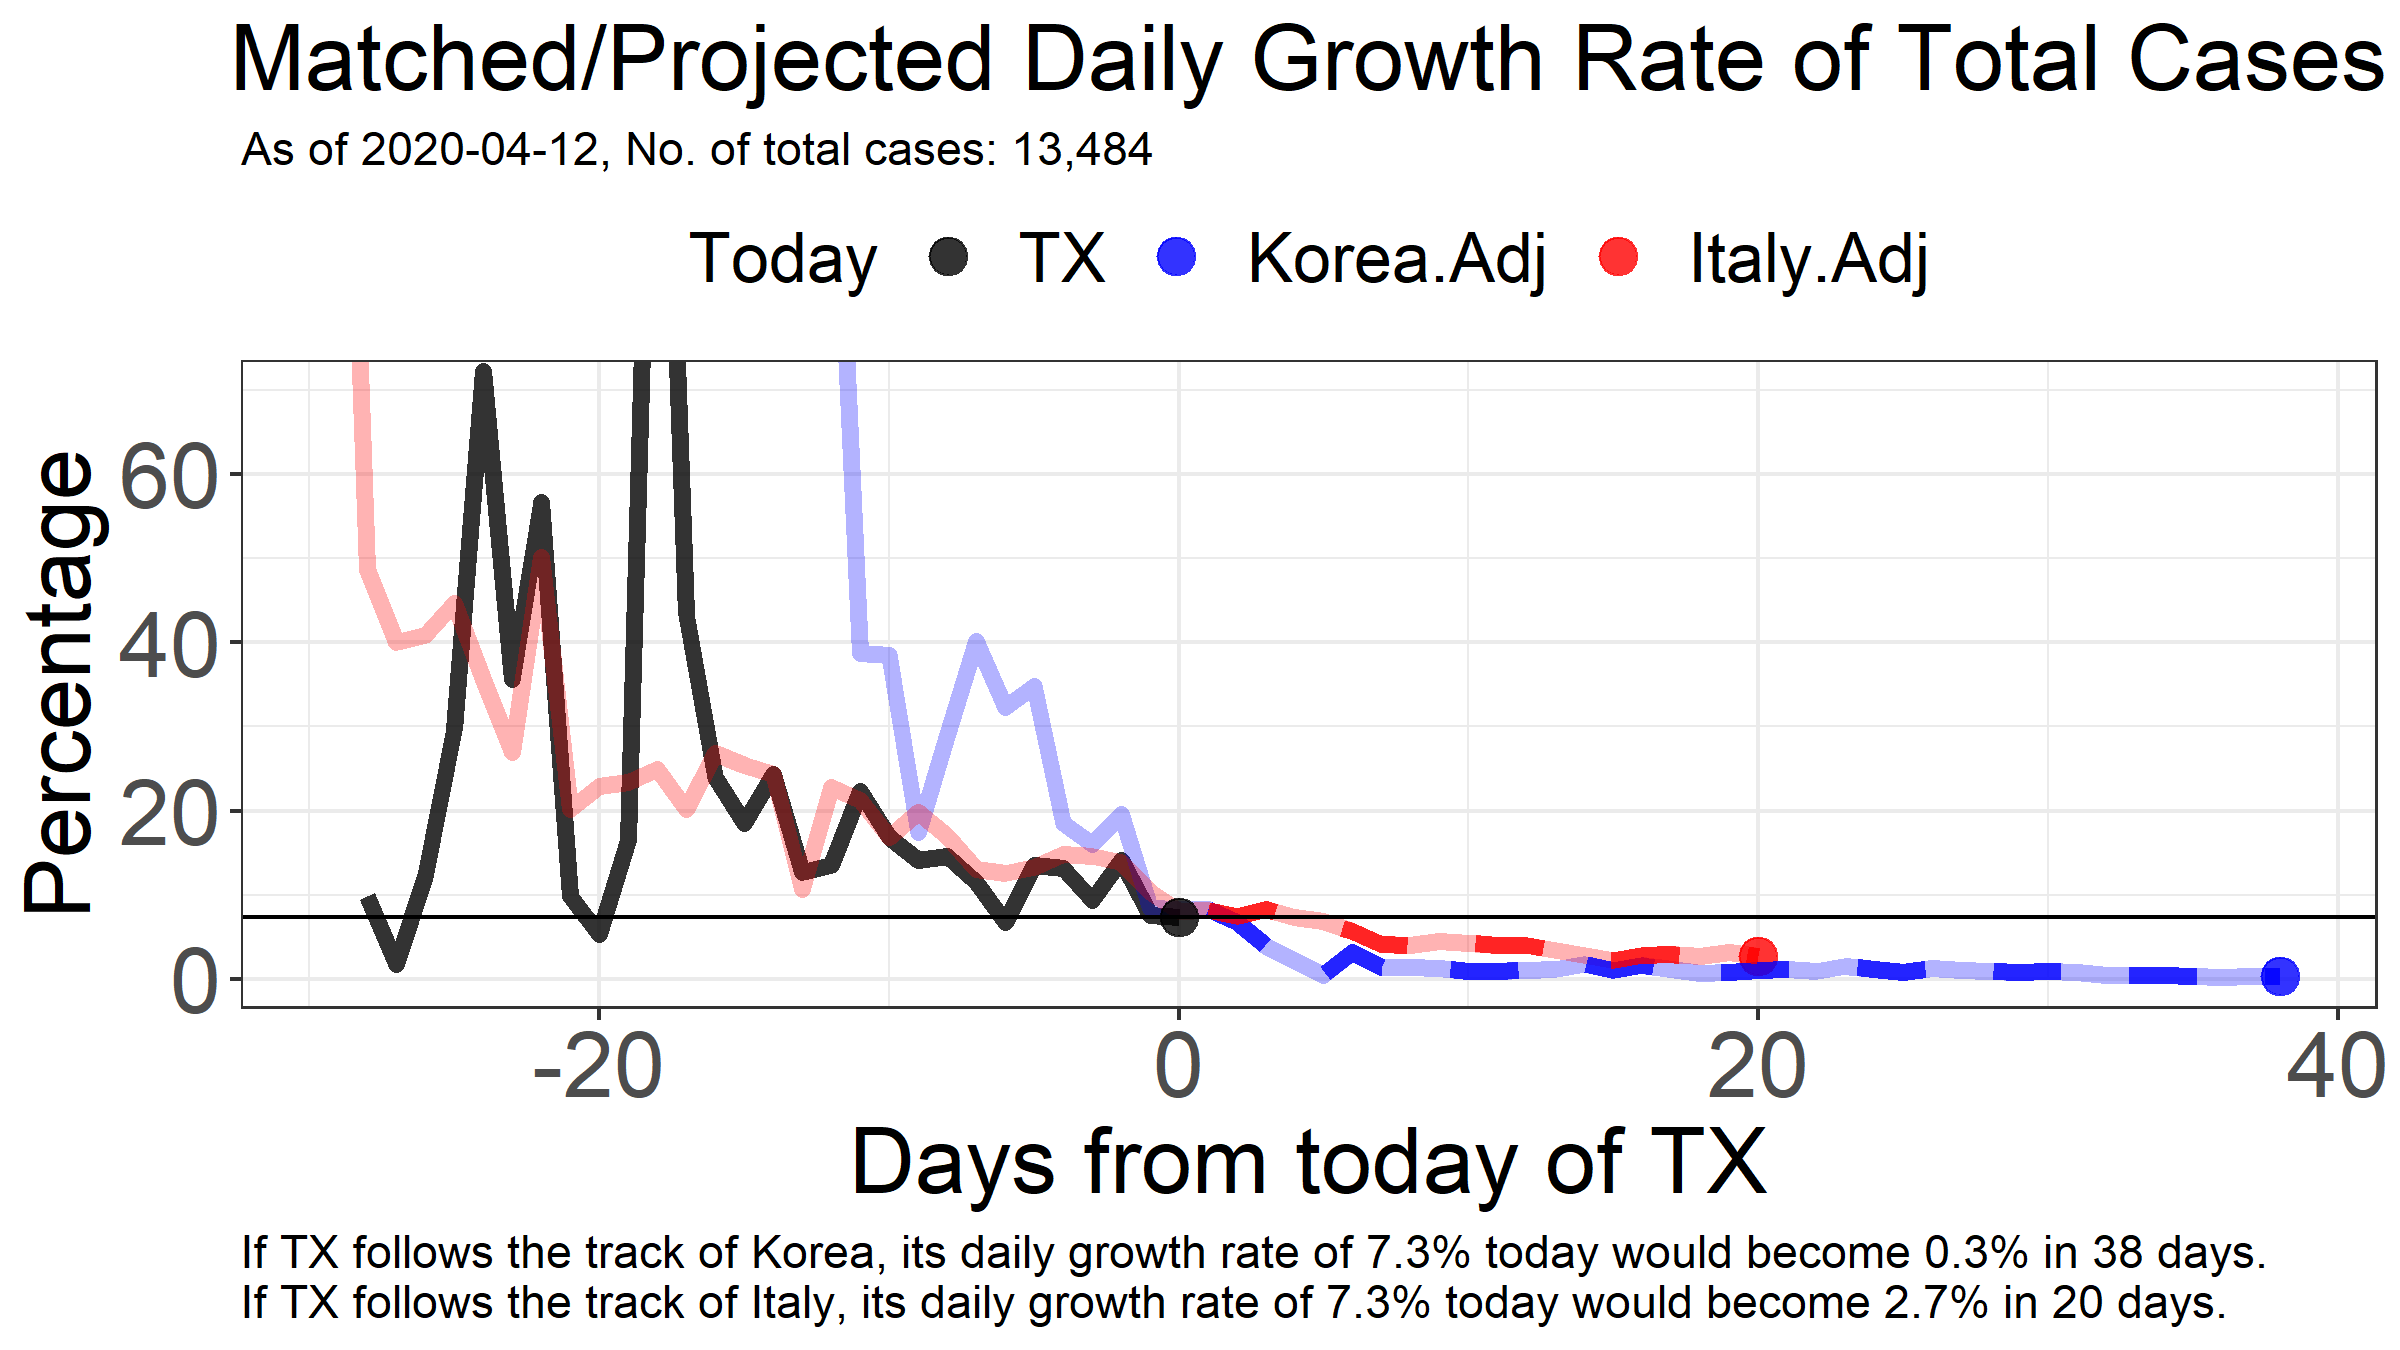 Matched/Projected Daily Growth Rate of Total Cases
As of 2020-04-12, No. of total cases: 13,484
Today TX Korea.Adj Italy.Adj
Percentage
60
40
20
0
-20 0 20 40
Days from today of TX
If TX follows the track of Korea, its daily growth rate of 7.3% today would become 0.3% in 38 days.
If TX follows the track of Italy, its daily growth rate of 7.3% today would become 2.7% in 20 days.